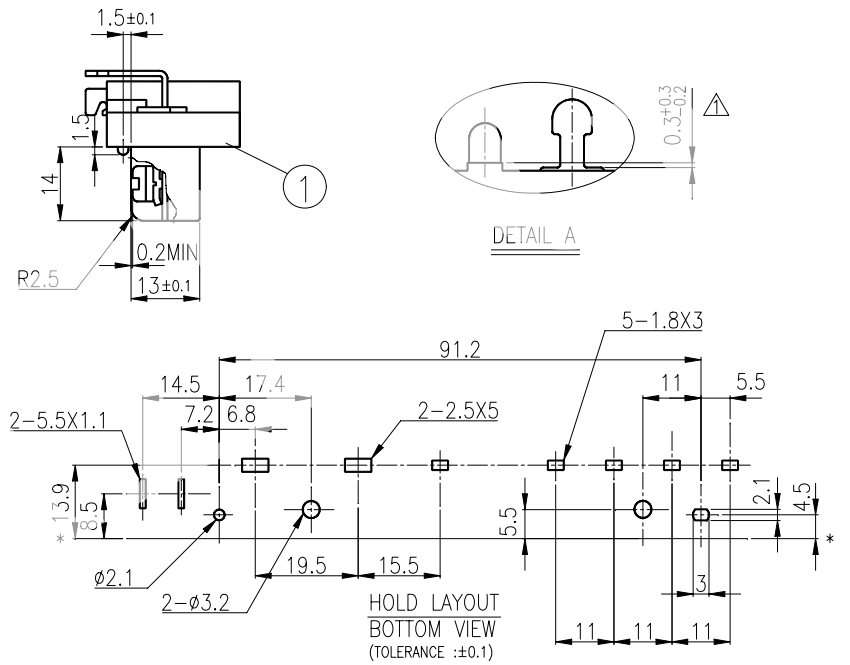 1.5±0.1
1.5
14
R2.5
0.2MIN
13±0.1
1
0.3+0.3
-0.2
1
DETAIL A
91.2
5-1.8X3
14.5
17.4
11
5.5
7.2
6.8
2-5.5X1.1
2-2.5X5
* 13.9
8.5
5.5
2.1
4.5
*
Ø2.1
2-Ø3.2
19.5
15.5
3
11
11
11
HOLD LAYOUT
BOTTOM VIEW
(TOLERANCE :±0.1)